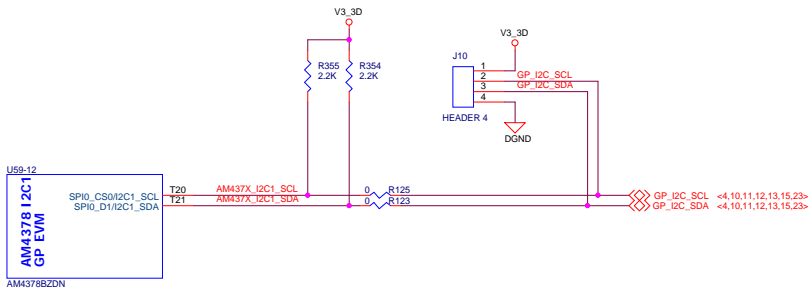 V3_3D
R355
2.2K
R354
2.2K
V3_3D
J10
1
2
3
4
GP_I2C_SCL
GP_I2C_SDA
HEADER 4
DGND
U59-12
AM4378 I2C1
GP EVM
SPI0_CS0/I2C1_SCL
SPI0_D1/I2C1_SDA
T20
T21
AM437X_I2C1_SCL
AM437X_I2C1_SDA
0 R125
0 R123
GP_I2C_SCL <4,10,11,12,13,15,23>
GP_I2C_SDA <4,10,11,12,13,15,23>
AM4378BZDN